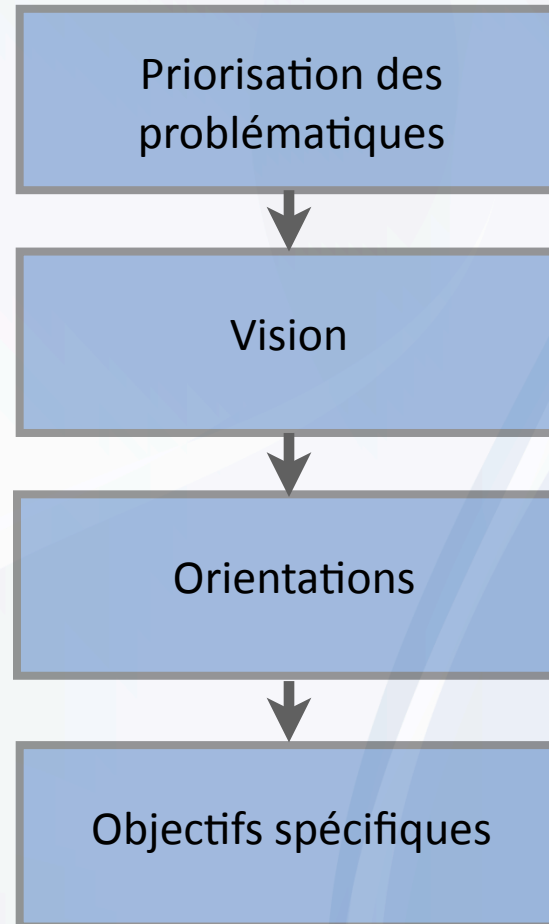 Priorisation des
problématiques
Vision
Orientations
Objectifs spécifiques